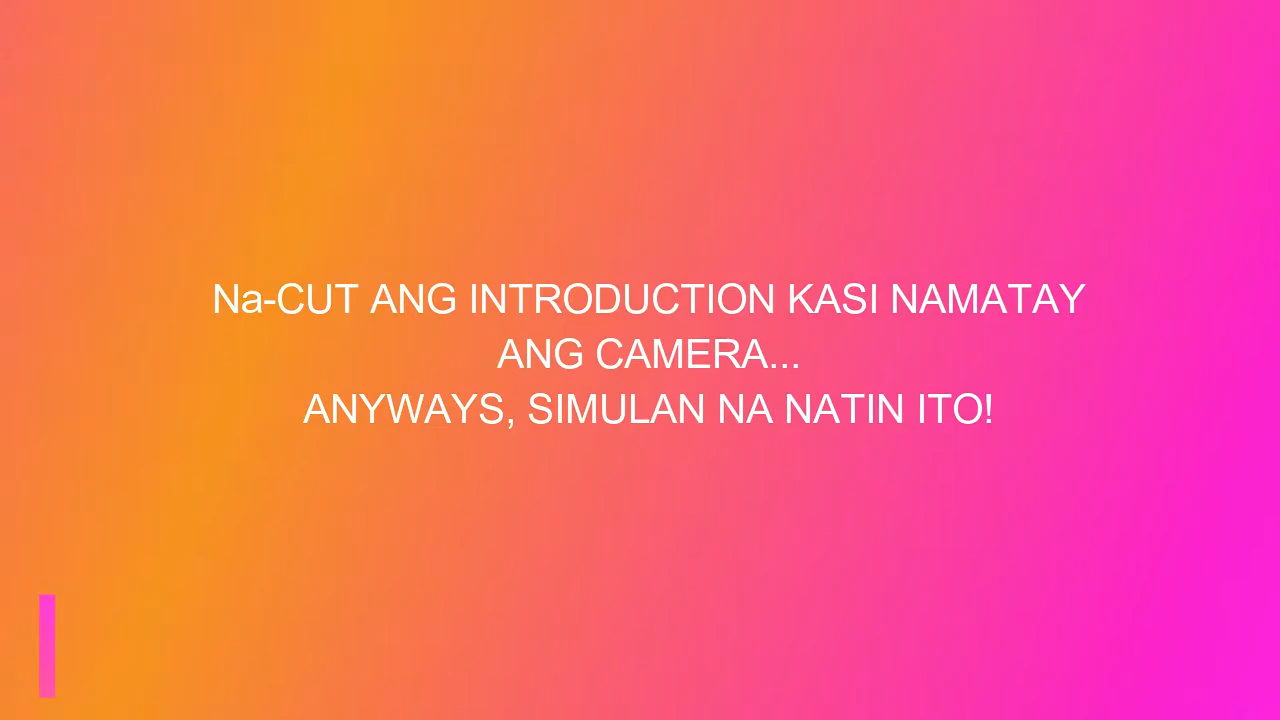 Na-CUT ANG INTRODUCTION KASI NAMATAY
ANG CAMERA...
ANYWAYS, SIMULAN NA NATIN ITO!